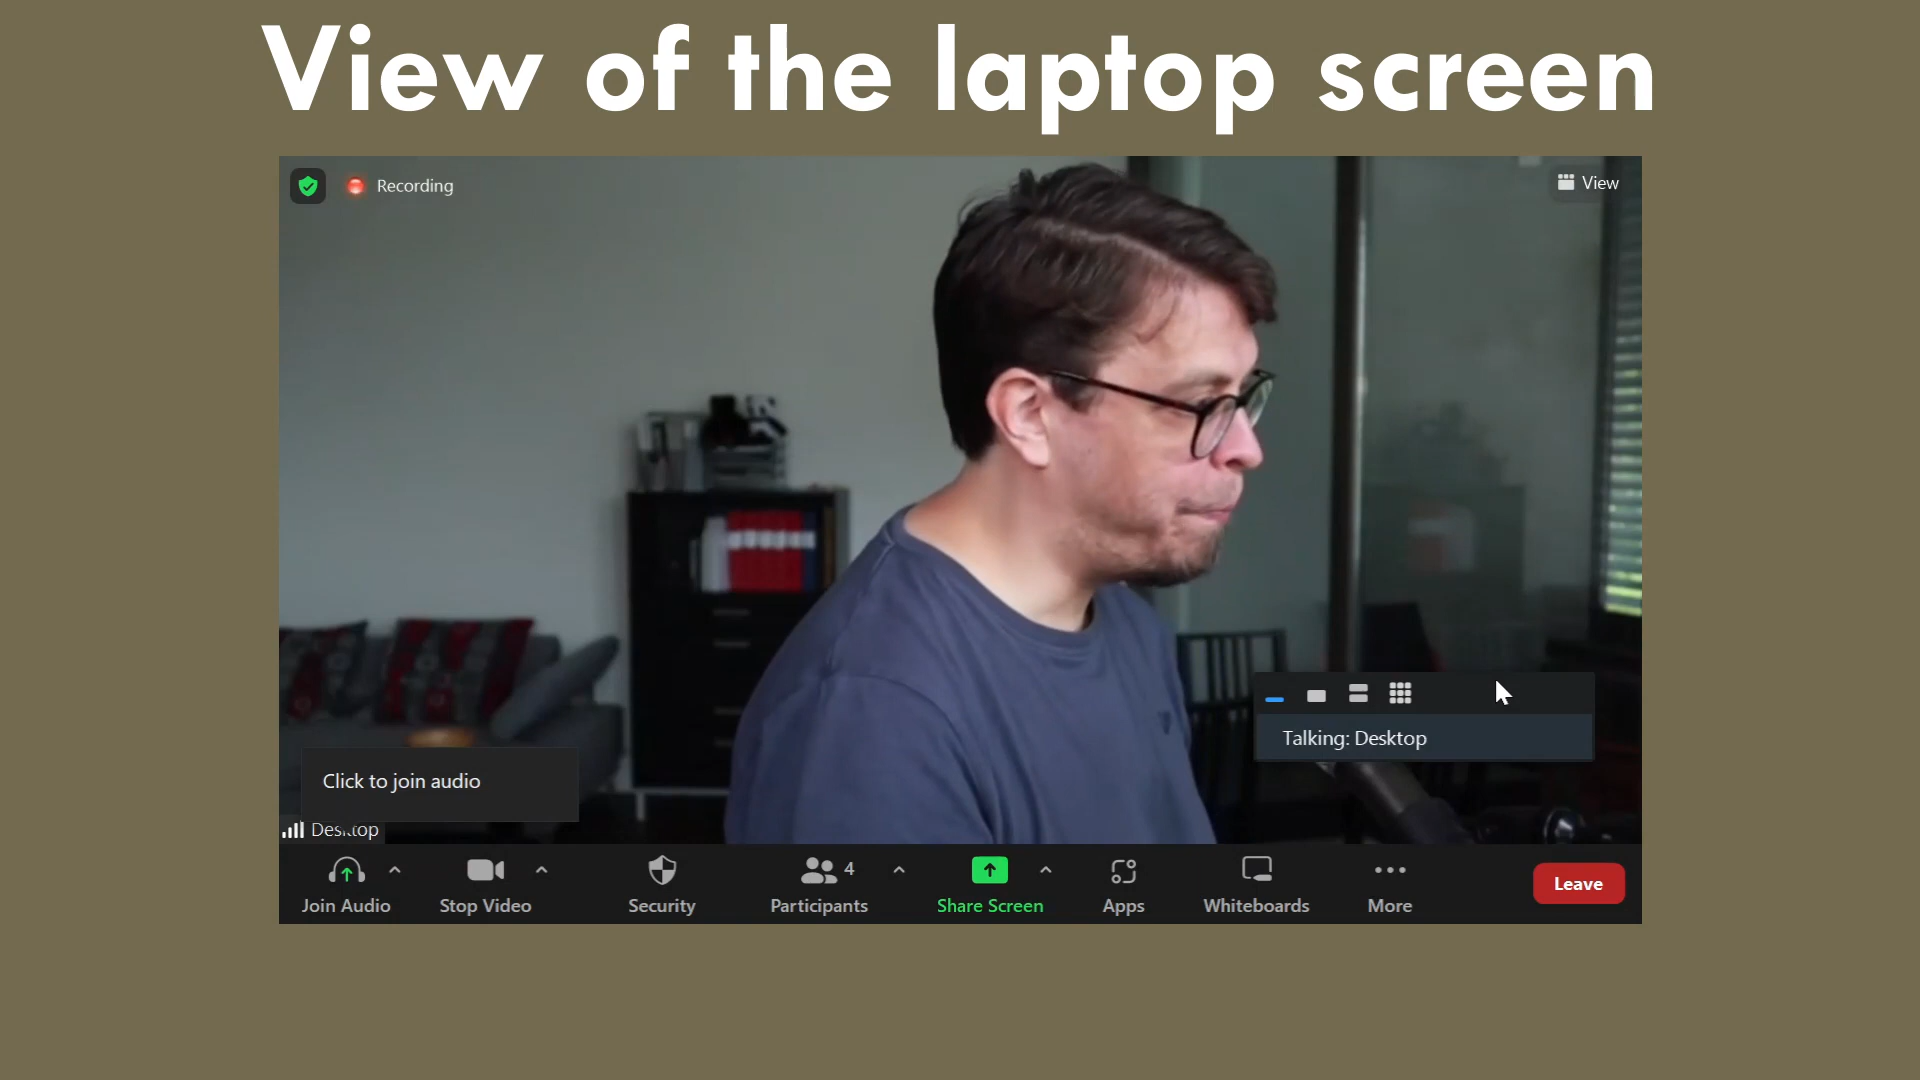 View of the laptop screen
Recording
View
Talking: Desktop
Click to join audio
Desktop
4
Join Audio
Stop Video
Security
Participants
Share Screen
Apps
Whiteboards
More
Leave